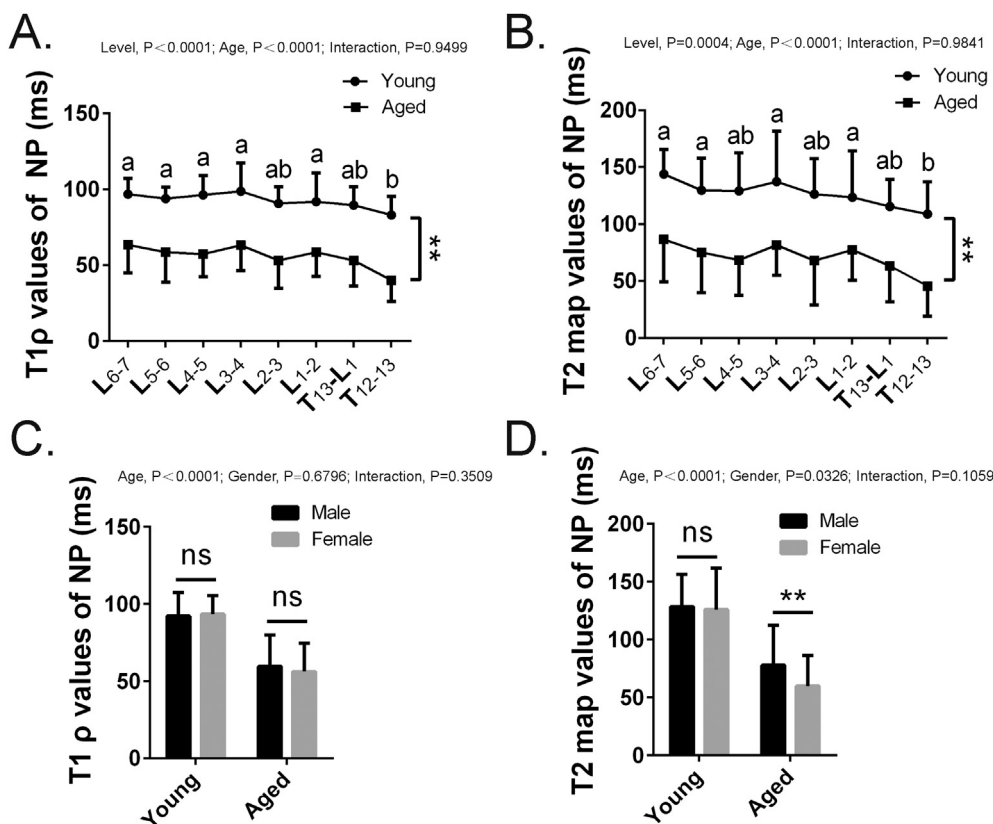 A.
Level, P<0.0001; Age, P<0.0001; Interaction, P=0.9499
Young
Aged
T1ρ values of NP (ms)
150
100
50
0
a a a a ab a ab b
**
L6-7 L5-6 L4-5 L3-4 L2-3 L1-2 T13-L1 T12-13
B.
Level, P=0.0004; Age, P<0.0001; Interaction, P=0.9841
Young
Aged
T2 map values of NP (ms)
200
150
100
50
0
a a ab a ab a ab b
**
L6-7 L5-6 L4-5 L3-4 L2-3 L1-2 T13-L1 T12-13
C.
Age, P<0.0001; Gender, P=0.6796; Interaction, P=0.3509
Male
Female
T1 ρ values of NP (ms)
150
100
50
0
ns ns
Young Aged
D.
Age, P<0.0001; Gender, P=0.0326; Interaction, P=0.1059
Male
Female
T2 map values of NP (ms)
200
150
100
50
0
ns **
Young Aged